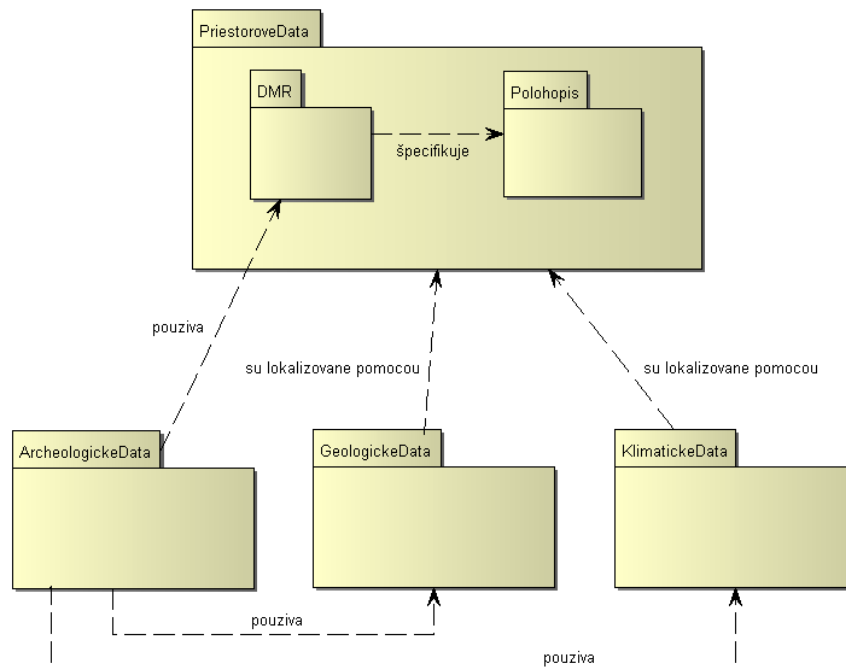 PriestoroveData
DMR
Polohopis
špecifikuje
pouziva
su lokalizovane pomocou
su lokalizovane pomocou
ArcheologickeData
GeologickeData
KlimatickeData
pouziva
pouziva